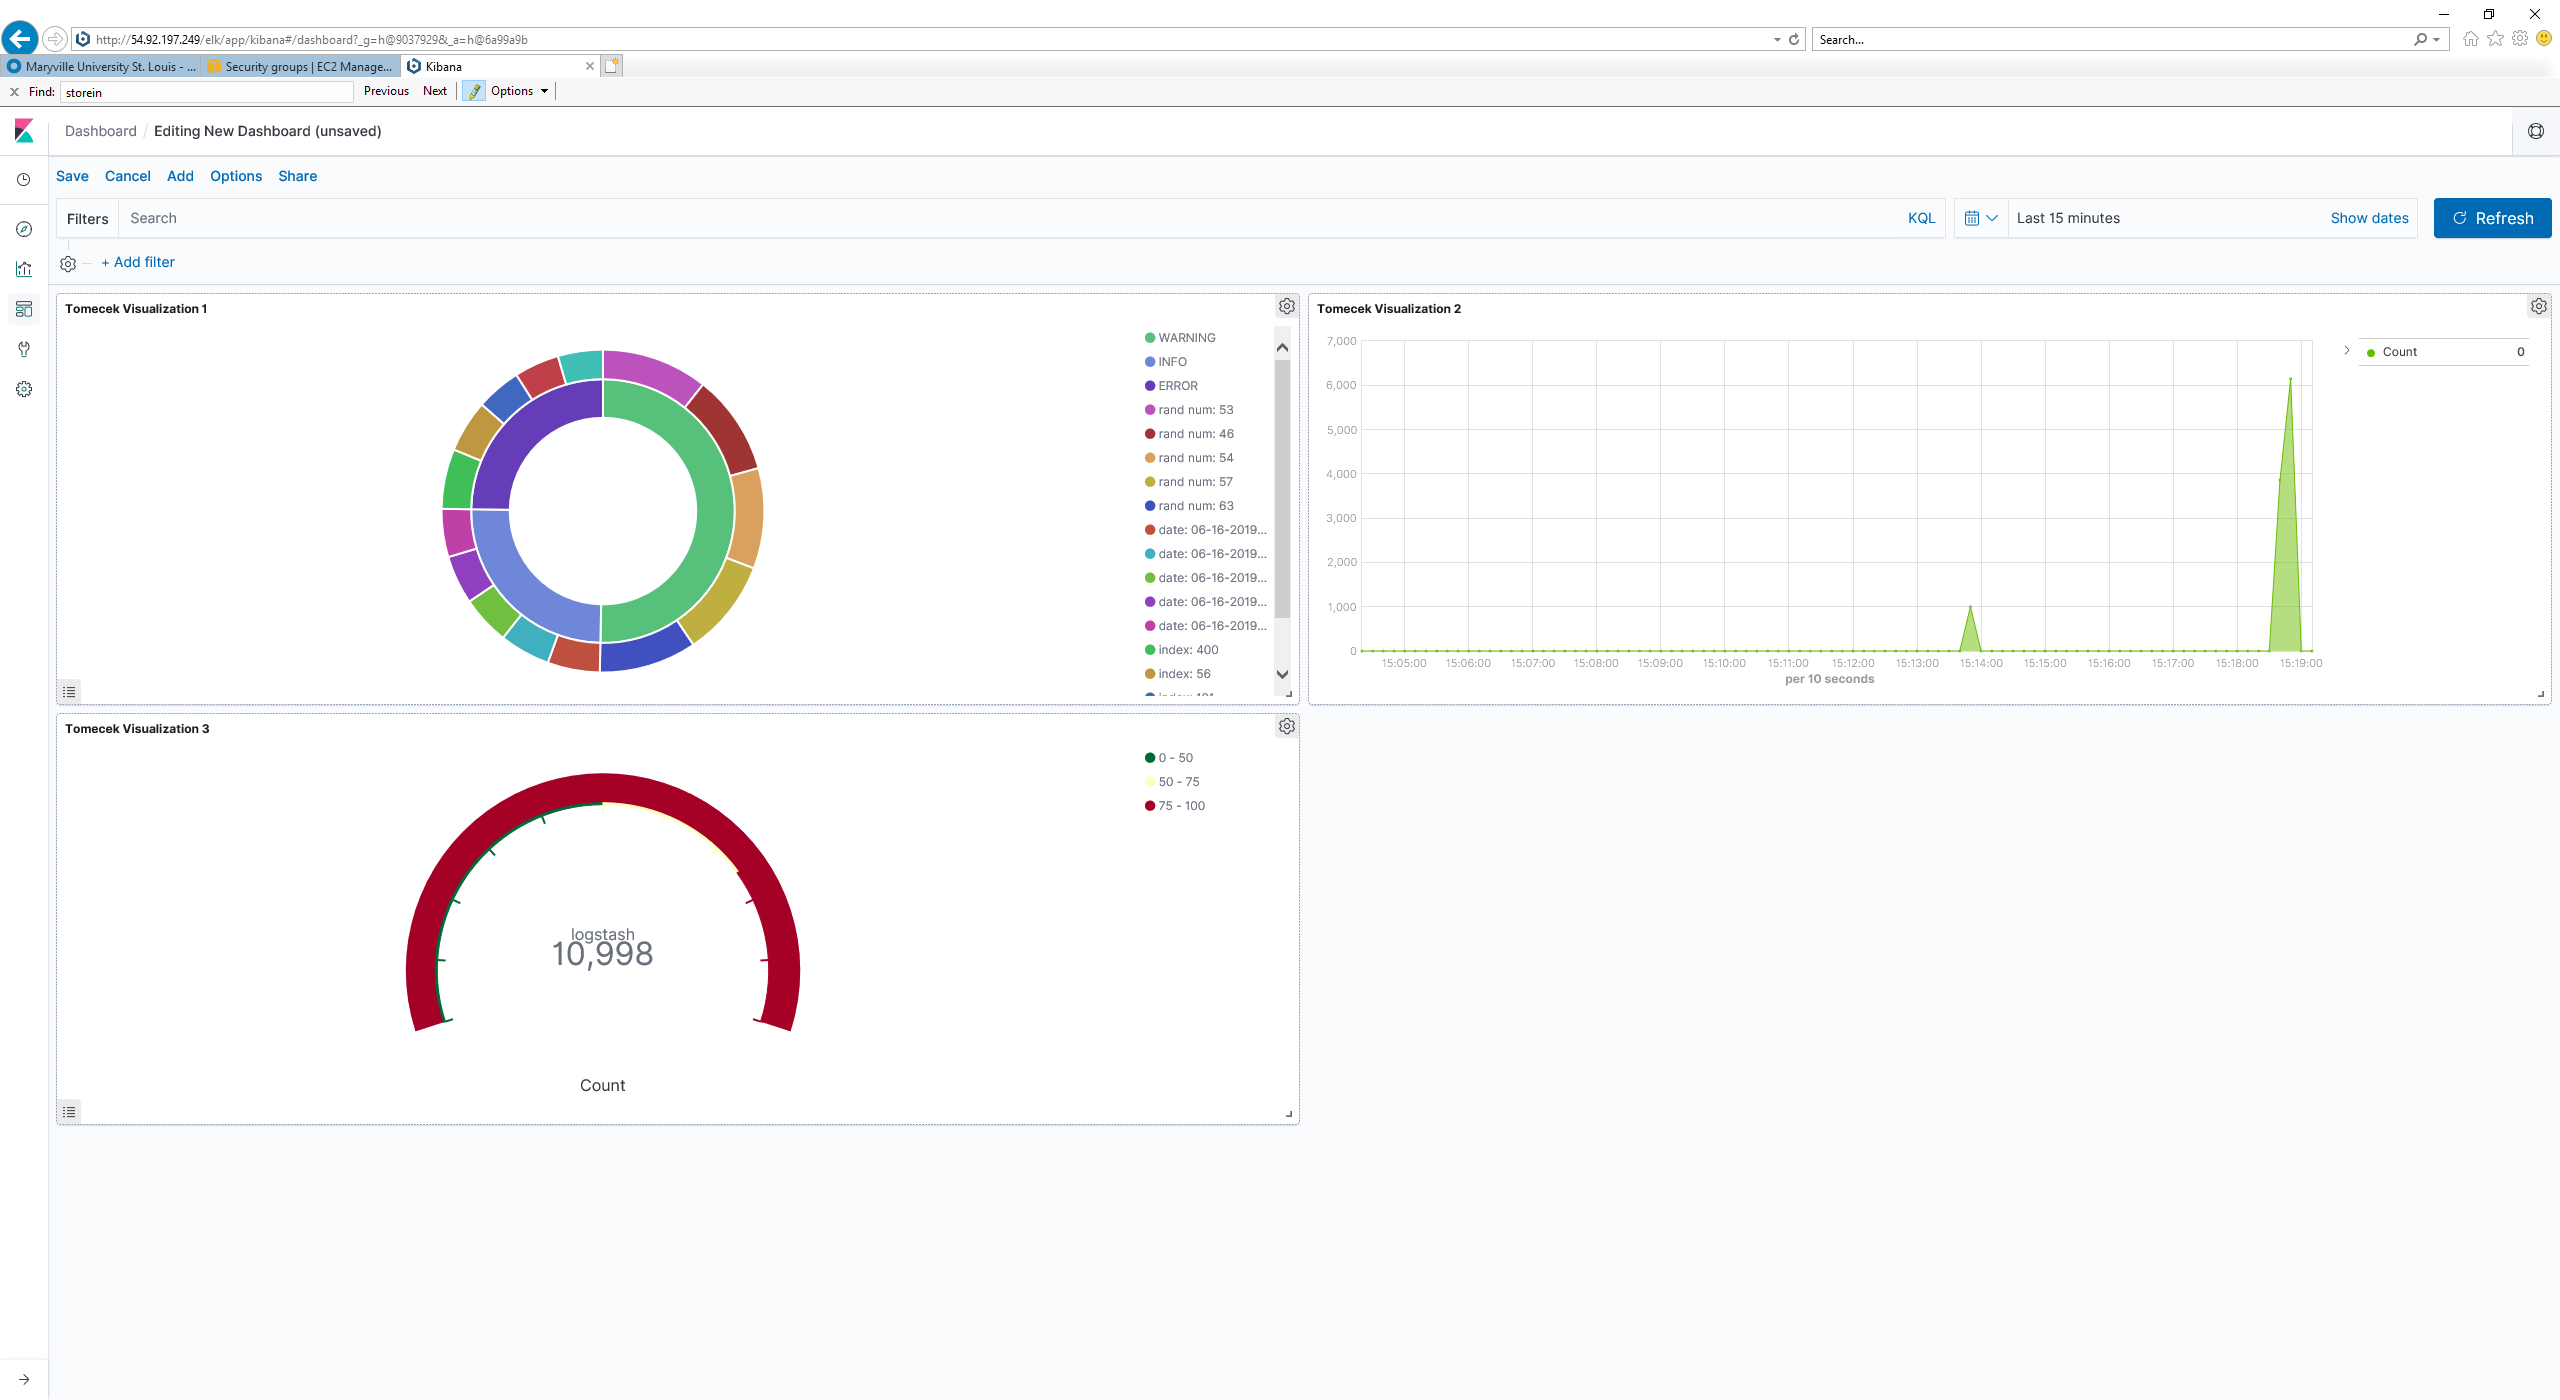 http://54.92.197.249/elk/app/kibana#/dashboard?_g=h@9037929&_a=h@6a99a9b
Search...
Maryville University St. Louis - ...
Security groups | EC2 Manage...
Kibana
Find: storein Previous Next Options
Dashboard / Editing New Dashboard (unsaved)
Save Cancel Add Options Share
Filters Search KQL Last 15 minutes Show dates Refresh
+ Add filter
Tomecek Visualization 1
WARNING
INFO
ERROR
rand num: 53
rand num: 46
rand num: 54
rand num: 57
rand num: 63
date: 06-16-2019...
date: 06-16-2019...
date: 06-16-2019...
date: 06-16-2019...
date: 06-16-2019...
index: 400
index: 56
Tomecek Visualization 2
7,000
6,000
5,000
4,000
3,000
2,000
1,000
0
15:05:00 15:06:00 15:07:00 15:08:00 15:09:00 15:10:00 15:11:00 15:12:00 15:13:00 15:14:00 15:15:00 15:16:00 15:17:00 15:18:00 15:19:00
per 10 seconds
Count 0
Tomecek Visualization 3
0 - 50
50 - 75
75 - 100
logstash
10,998
Count